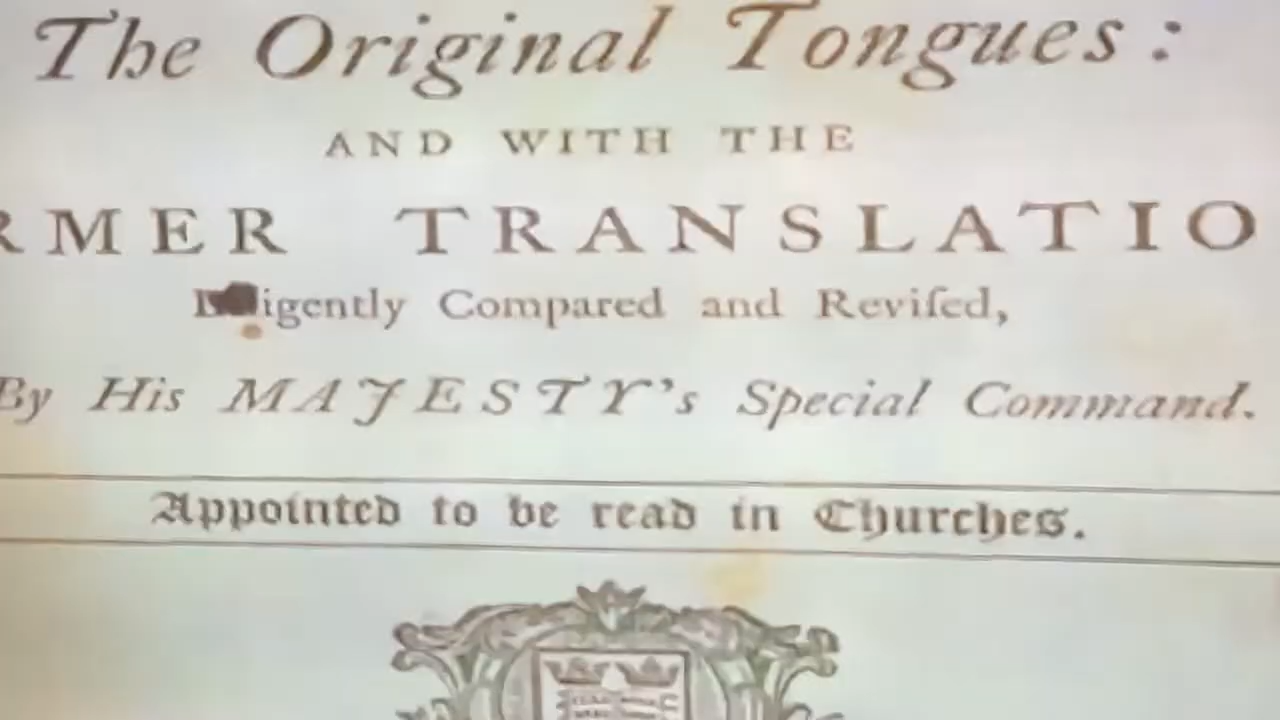 The Original Tongues:
AND WITH THE
RMER TRANSLATIO
Diligently Compared and Reviſed,
By His MAJESTY's Special Command.
Appointed to be read in Churches.